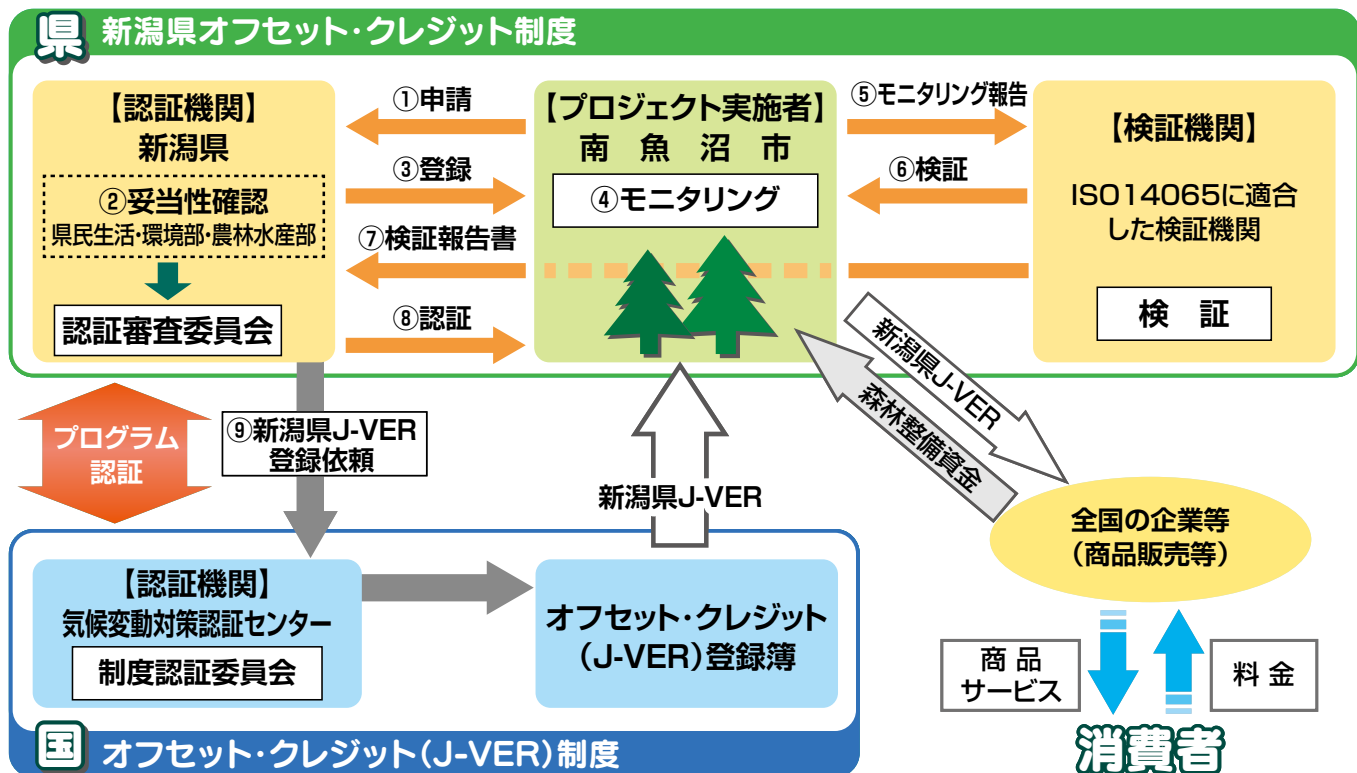 県 新潟県オフセット・クレジット制度
【認証機関】
新潟県
②妥当性確認
県民生活・環境部・農林水産部
認証審査委員会
①申請
③登録
⑦検証報告書
⑧認証
【プロジェクト実施者】
南魚沼市
④モニタリング
⑤モニタリング報告
⑥検証
【検証機関】
ISO14065に適合
した検証機関
検証
プログラム
認証
⑨新潟県J-VER
登録依頼
新潟県J-VER
新潟県J-VER
森林整備資金
全国の企業等
(商品販売等)
【認証機関】
気候変動対策認証センター
制度認証委員会
オフセット・クレジット
(J-VER)登録簿
商品
サービス
料金
消費者
国 オフセット・クレジット(J-VER)制度